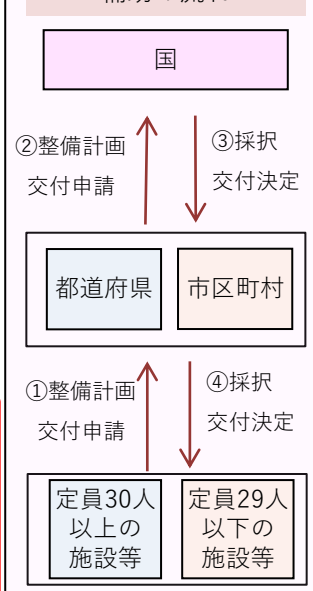 国
②整備計画
交付申請
③採択
交付決定
都道府県
市区町村
①整備計画
交付申請
④採択
交付決定
定員30人
以上の
施設等
定員29人
以下の
施設等